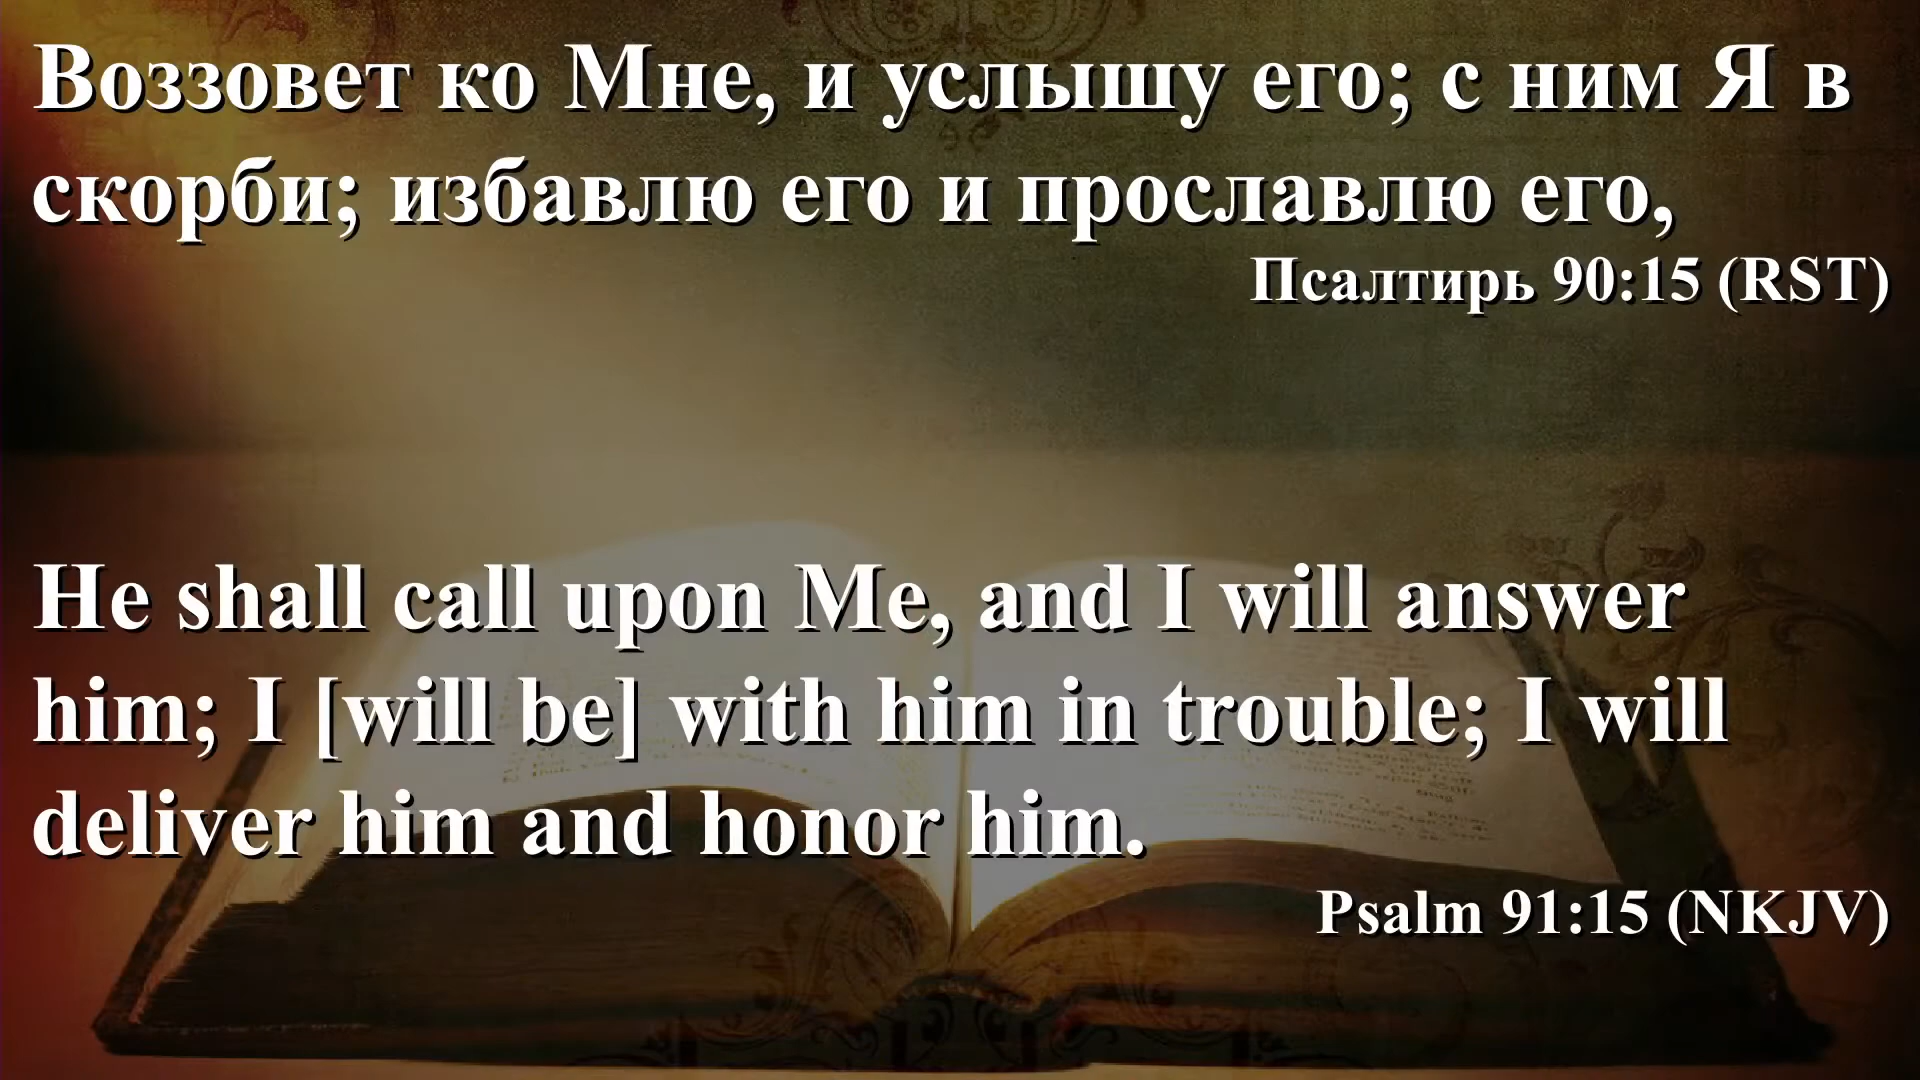 Воззовет ко Мне, и услышу его; с ним Я в
скорби; избавлю его и прославлю его,
Псалтирь 90:15 (RST)
He shall call upon Me, and I will answer
him; I [will be] with him in trouble; I will
deliver him and honor him.
Psalm 91:15 (NKJV)